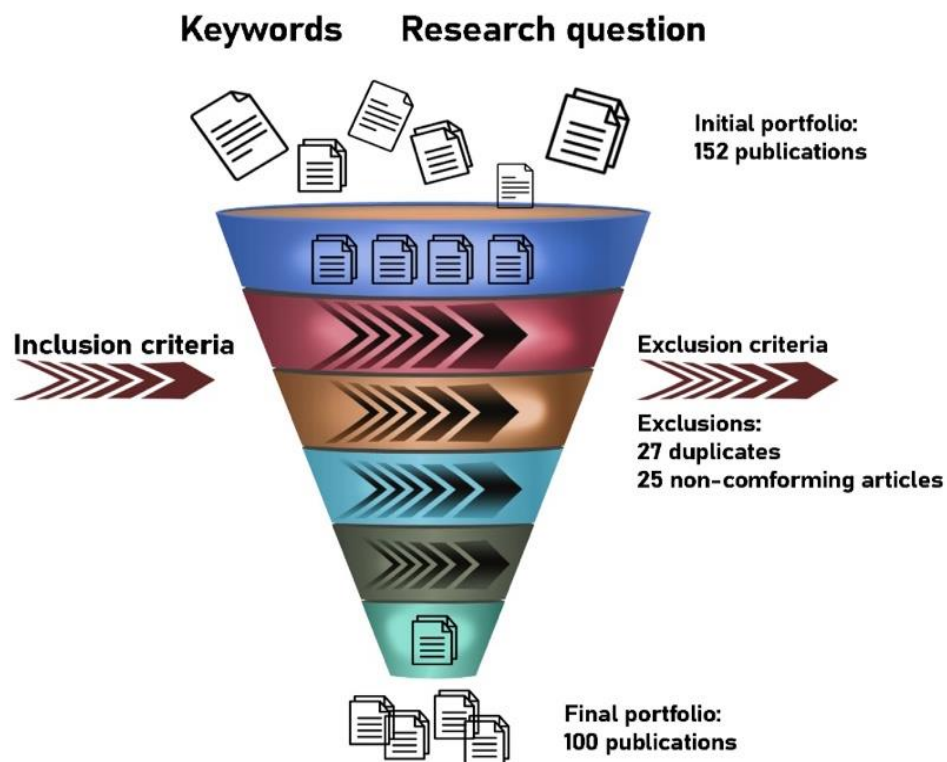 Keywords Research question
Initial portfolio:
152 publications
Inclusion criteria
Exclusion criteria
Exclusions:
27 duplicates
25 non-comforming articles
Final portfolio:
100 publications